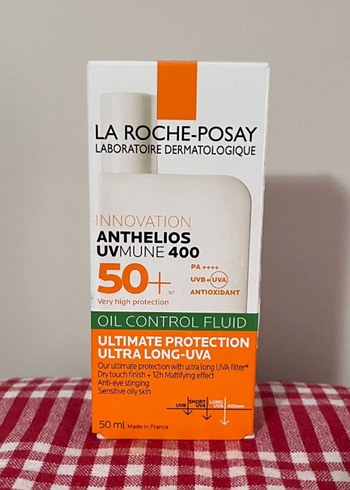 LA ROCHE-POSAY
LABORATOIRE DERMATOLOGIQUE
INNOVATION
ANTHELIOS
UVMUNE 400
50+
Very high protection
PA ++++
UVB+UVA
ANTIOXIDANT
OIL CONTROL FLUID
ULTIMATE PROTECTION
ULTRA LONG-UVA
Our ultimate protection with ultra long UVA filter*
Dry touch finish + 12h Mattifying effect
Anti-eye stinging
Sensitive oily skin
UVB SHORT UVA LONG UVA 400nm
50 ml Made in France